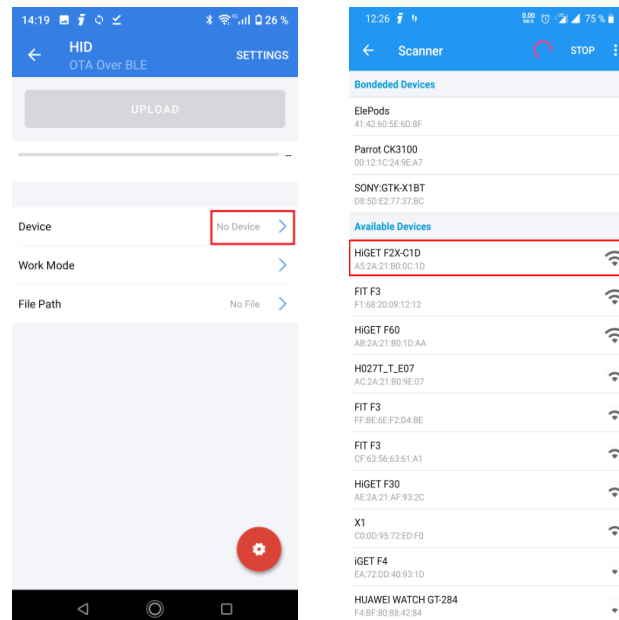 14:19 26 %
HID
OTA Over BLE
SETTINGS
UPLOAD
--
Device No Device
Work Mode
File Path No File
12:26 0.00 KB/S 75 %
Scanner STOP
Bondeded Devices
ElePods
41:42:60:5E:6D:8F
Parrot CK3100
00:12:1C:24:9E:A7
SONY:GTK-X1BT
D8:5D:E2:77:37:BC
Available Devices
HiGET F2X-C1D
A5:2A:21:B0:0C:1D
FIT F3
F1:68:20:09:12:12
HiGET F60
AB:2A:21:B0:1D:AA
H027T_T_E07
AC:2A:21:B0:9E:07
FIT F3
FF:BE:6E:F2:D4:BE
FIT F3
CF:63:56:63:61:A1
HiGET F30
AE:2A:21:AF:93:2C
X1
C0:0D:95:72:ED:F0
iGET F4
EA:72:DD:40:93:1D
HUAWEI WATCH GT-284
F4:BF:80:88:42:84